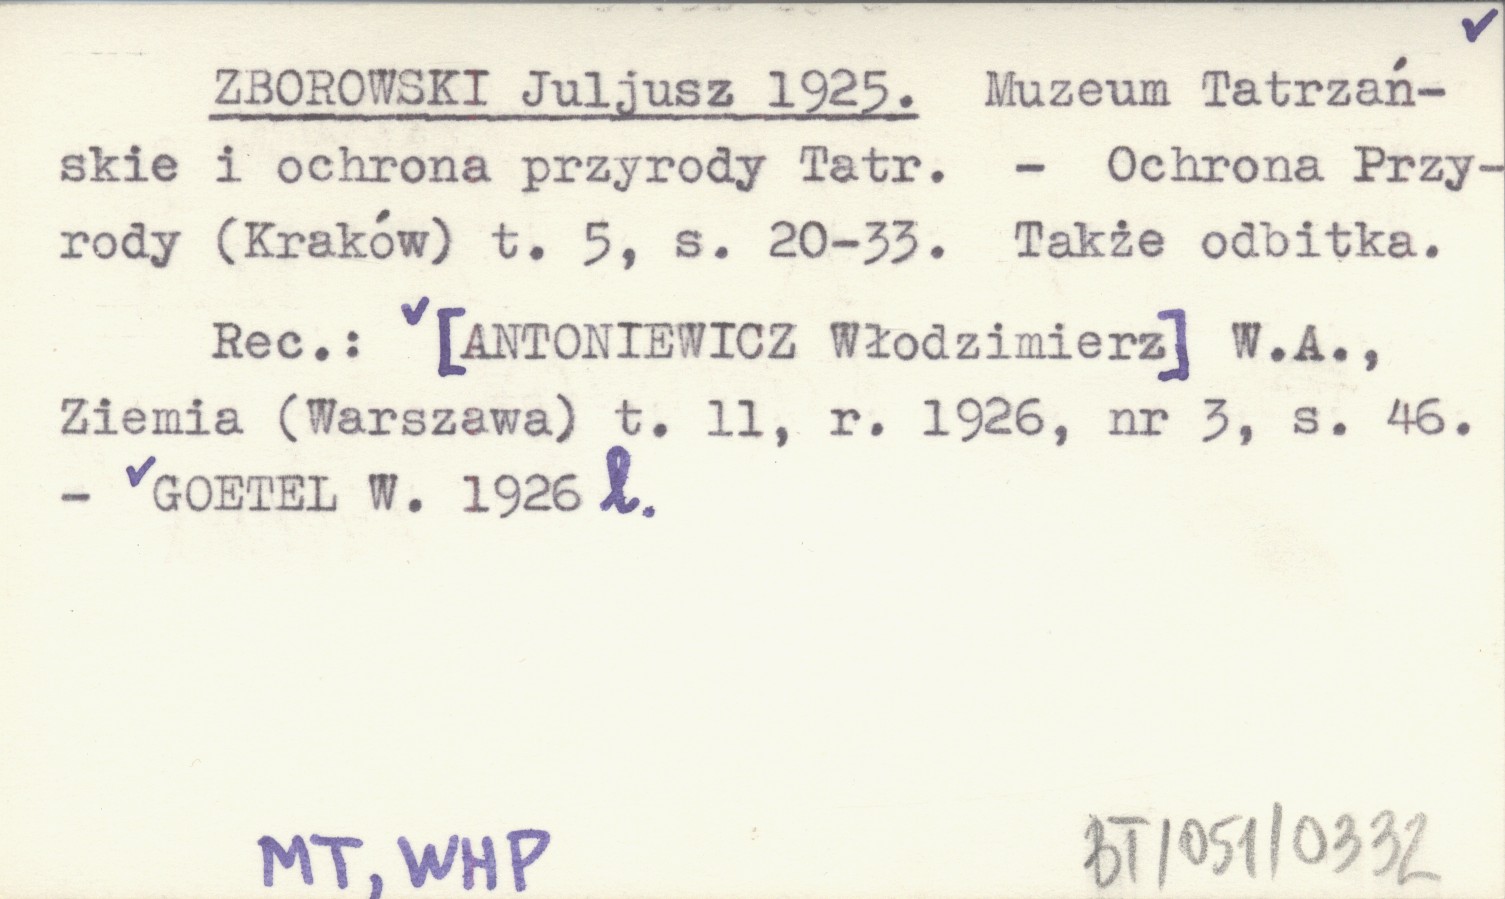 ZBOROWSKI Juljusz 1925. Muzeum Tatrzań-
skie i ochrona przyrody Tatr. - Ochrona Przy-
rody (Kraków) t. 5, s. 20-33. Także odbitka.
Rec.: [ANTONIEWICZ Włodzimierz] W.A.,
Ziemia (Warszawa) t. 11, r. 1926, nr 3, s. 46.
- GOETEL W. 1926 l.
MT, WHP
BT/051/0332